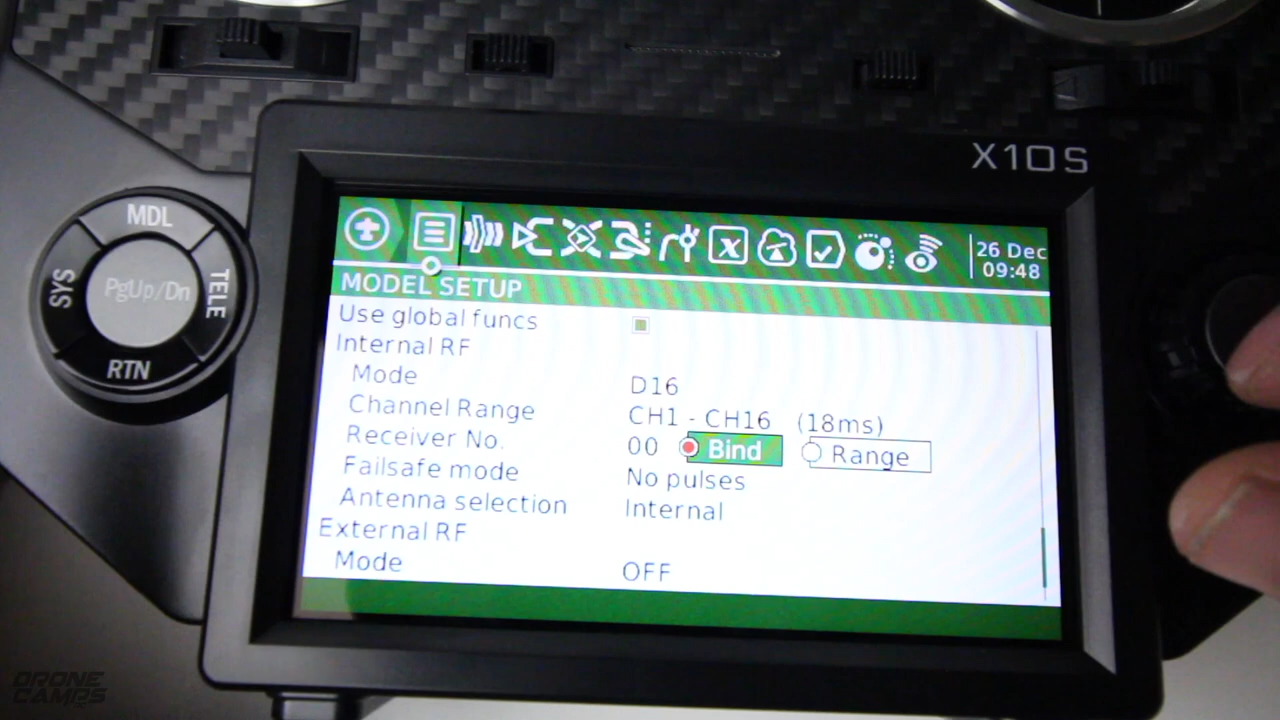 X10S
MDL
SYS
PgUp/Dn
TELE
RTN
26 Dec
09:48
MODEL SETUP
Use global funcs
Internal RF
Mode D16
Channel Range CH1 - CH16 (18ms)
Receiver No. 00 Bind Range
Failsafe mode No pulses
Antenna selection Internal
External RF
Mode OFF
DRONE
CAMPS